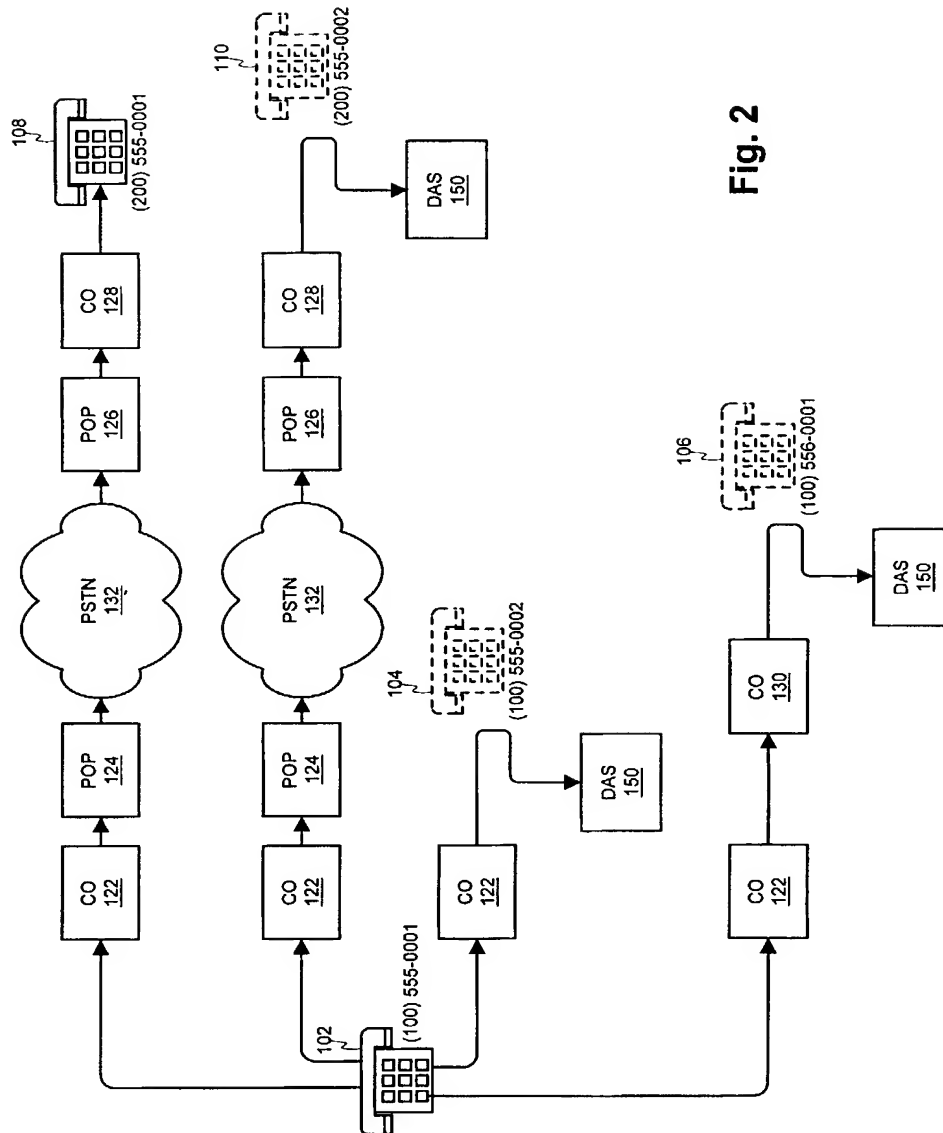 108
(200) 555-0001
CO
128
POP
126
PSTN
132
POP
124
CO
122
110
(200) 555-0002
DAS
150
CO
128
POP
126
PSTN
132
POP
124
CO
122
102
(100) 555-0001
104
(100) 555-0002
DAS
150
CO
122
106
(100) 556-0001
DAS
150
CO
130
CO
122
Fig. 2